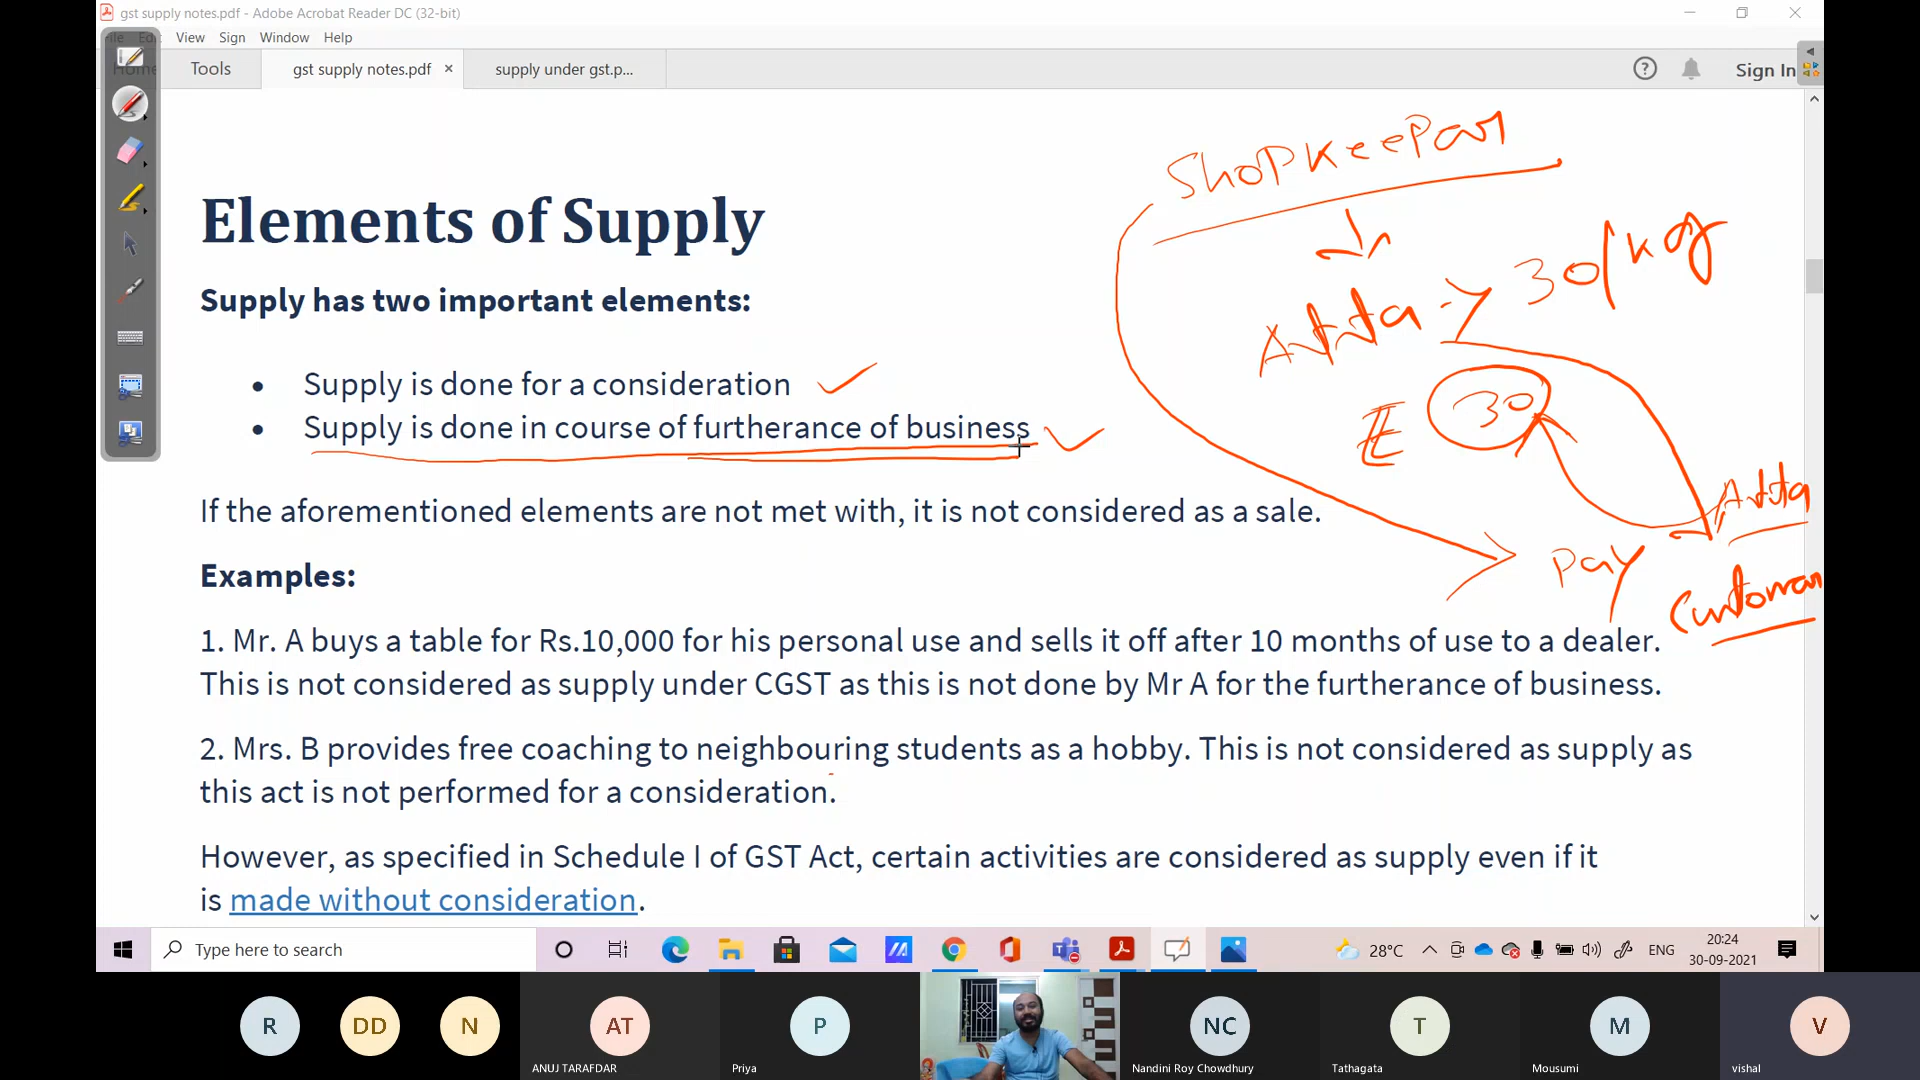 gst supply notes.pdf - Adobe Acrobat Reader DC (32-bit)
View Sign Window Help
Tools
gst supply notes.pdf ×
supply under gst.p...
Sign In
Elements of Supply
Supply has two important elements:
• Supply is done for a consideration
• Supply is done in course of furtherance of business
If the aforementioned elements are not met with, it is not considered as a sale.
Examples:
1. Mr. A buys a table for Rs.10,000 for his personal use and sells it off after 10 months of use to a dealer.
This is not considered as supply under CGST as this is not done by Mr A for the furtherance of business.
2. Mrs. B provides free coaching to neighbouring students as a hobby. This is not considered as supply as
this act is not performed for a consideration.
However, as specified in Schedule I of GST Act, certain activities are considered as supply even if it
is made without consideration.
ShopKeePar
Atta 30/kg
30
Atta
Pay
Customar
Type here to search
28°C
ENG
20:24
30-09-2021
R
DD
N
AT
ANUJ TARAFDAR
P
Priya
NC
Nandini Roy Chowdhury
T
Tathagata
M
Mousumi
V
vishal